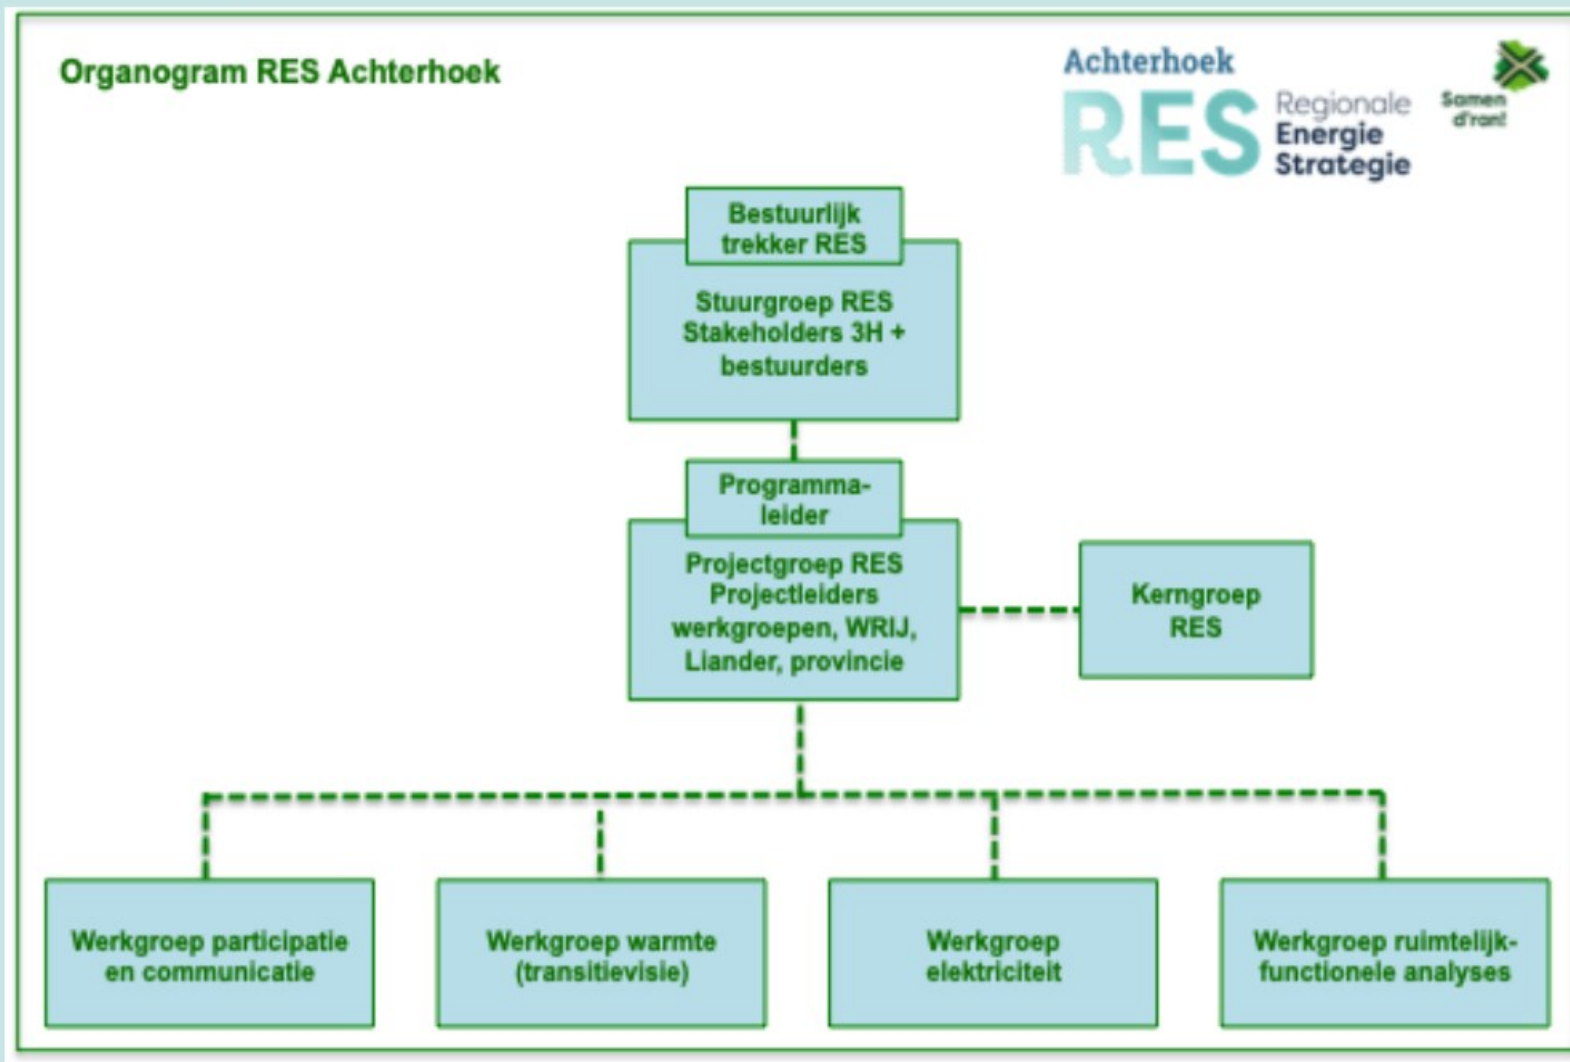 Organogram RES Achterhoek
Achterhoek
RES
Regionale
Energie
Strategie
Samen
d'ran!
Bestuurlijk
trekker RES
Stuurgroep RES
Stakeholders 3H +
bestuurders
Programma-
leider
Projectgroep RES
Projectleiders
werkgroepen, WRIJ,
Liander, provincie
Kerngroep
RES
Werkgroep participatie
en communicatie
Werkgroep warmte
(transitievisie)
Werkgroep
elektriciteit
Werkgroep ruimtelijk-
functionele analyses